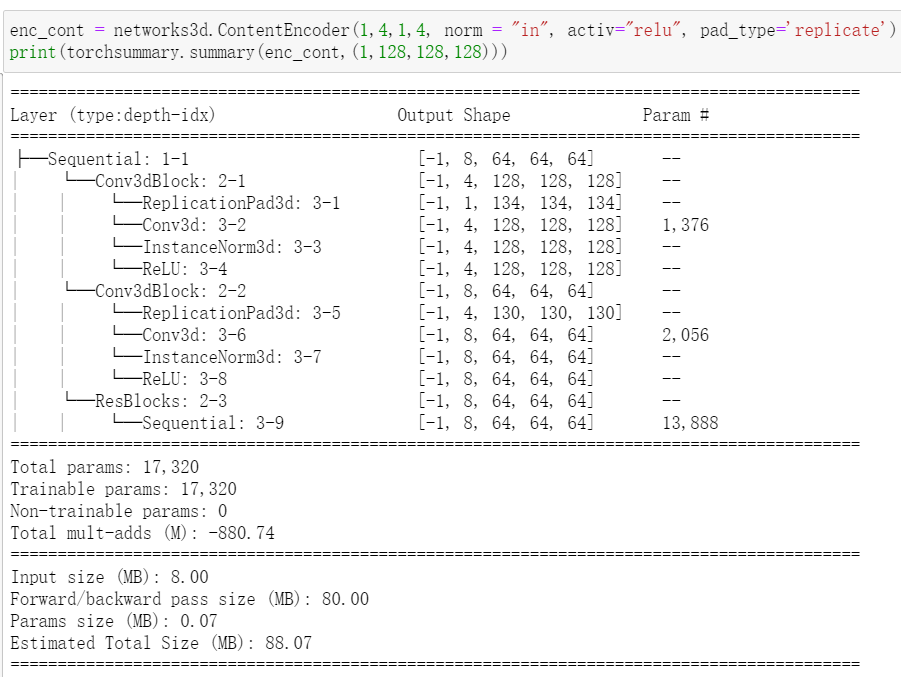 enc_cont = networks3d.ContentEncoder(1,4,1,4, norm = "in", activ="relu", pad_type='replicate')
print(torchsummary.summary(enc_cont,(1,128,128,128)))
==========================================================================================
Layer (type:depth-idx)                   Output Shape              Param #
==========================================================================================
├──Sequential: 1-1                       [-1, 8, 64, 64, 64]       --
|    └──Conv3dBlock: 2-1                 [-1, 4, 128, 128, 128]    --
|    |    └──ReplicationPad3d: 3-1       [-1, 1, 134, 134, 134]    --
|    |    └──Conv3d: 3-2                 [-1, 4, 128, 128, 128]    1,376
|    |    └──InstanceNorm3d: 3-3         [-1, 4, 128, 128, 128]    --
|    |    └──ReLU: 3-4                   [-1, 4, 128, 128, 128]    --
|    └──Conv3dBlock: 2-2                 [-1, 8, 64, 64, 64]       --
|    |    └──ReplicationPad3d: 3-5       [-1, 4, 130, 130, 130]    --
|    |    └──Conv3d: 3-6                 [-1, 8, 64, 64, 64]       2,056
|    |    └──InstanceNorm3d: 3-7         [-1, 8, 64, 64, 64]       --
|    |    └──ReLU: 3-8                   [-1, 8, 64, 64, 64]       --
|    └──ResBlocks: 2-3                   [-1, 8, 64, 64, 64]       --
|    |    └──Sequential: 3-9             [-1, 8, 64, 64, 64]       13,888
==========================================================================================
Total params: 17,320
Trainable params: 17,320
Non-trainable params: 0
Total mult-adds (M): -880.74
==========================================================================================
Input size (MB): 8.00
Forward/backward pass size (MB): 80.00
Params size (MB): 0.07
Estimated Total Size (MB): 88.07
==========================================================================================